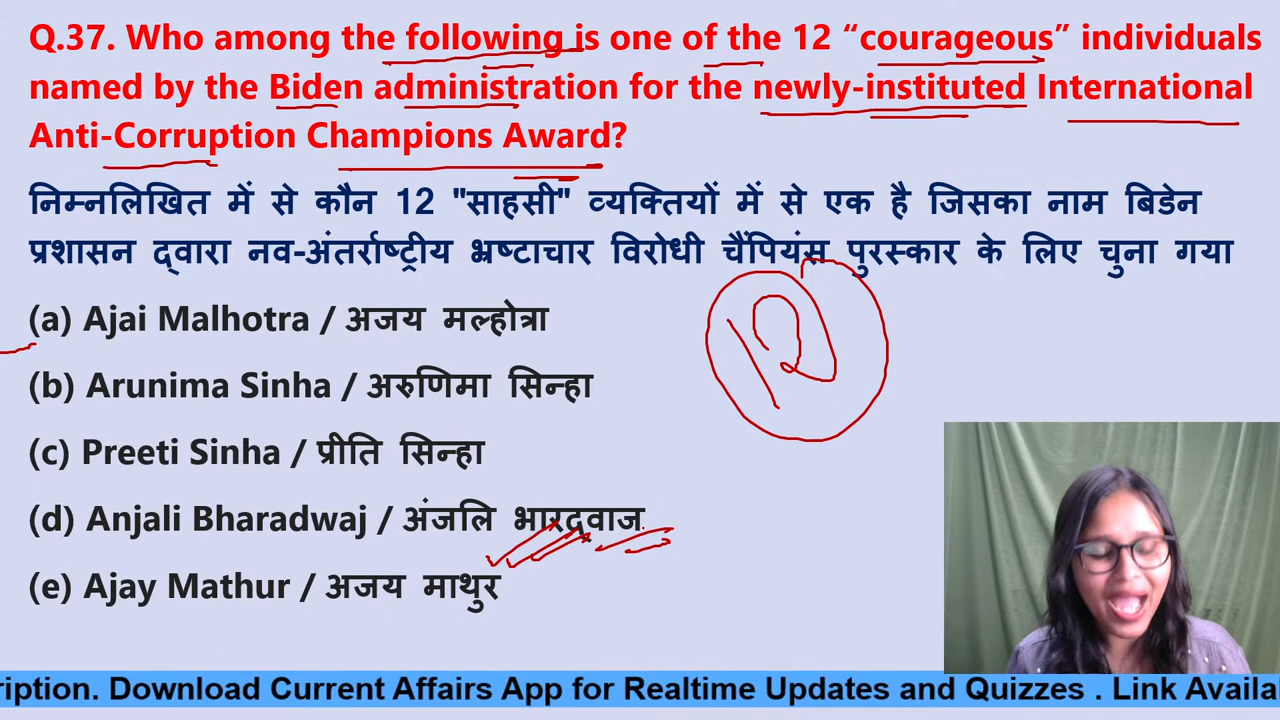 Q.37. Who among the following is one of the 12 “courageous” individuals
named by the Biden administration for the newly-instituted International
Anti-Corruption Champions Award?
निम्नलिखित में से कौन 12 "साहसी" व्यक्तियों में से एक है जिसका नाम बिडेन
प्रशासन द्वारा नव-अंतर्राष्ट्रीय भ्रष्टाचार विरोधी चैंपियंस पुरस्कार के लिए चुना गया
(a) Ajai Malhotra / अजय मल्होत्रा
12
(b) Arunima Sinha / अरुणिमा सिन्हा
(c) Preeti Sinha / प्रीति सिन्हा
(d) Anjali Bharadwaj / अंजलि भारद्वाज
(e) Ajay Mathur / अजय माथुर
ription. Download Current Affairs App for Realtime Updates and Quizzes . Link Availa